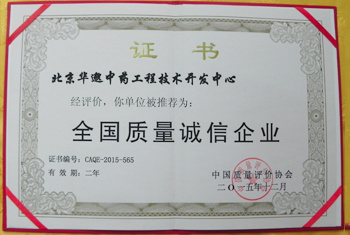 证书
北京华邈中药工程技术开发中心
经评价，你单位被推荐为：
全国质量诚信企业
证书编号：CAQE-2015-565
有效期：二年
中国质量评价协会
二〇一五年十二月